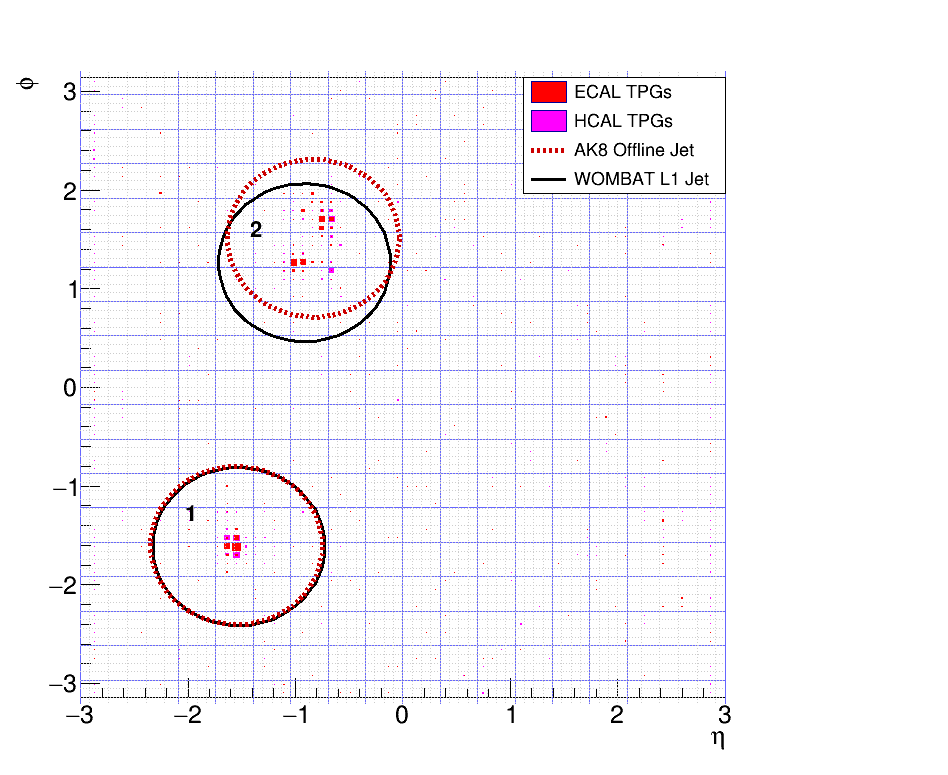 ϕ
3
2
1
0
−1
−2
−3
ECAL TPGs
HCAL TPGs
AK8 Offline Jet
WOMBAT L1 Jet
2
1
−3 −2 −1 0 1 2 3
η